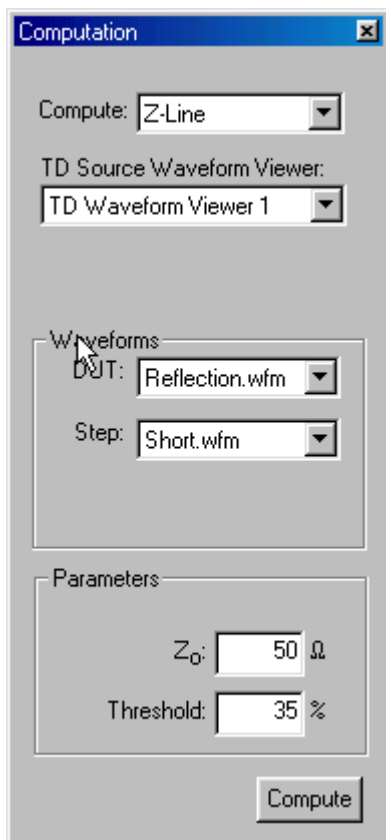 Computation
Compute: Z-Line
TD Source Waveform Viewer:
TD Waveform Viewer 1
Waveforms
DUT: Reflection.wfm
Step: Short.wfm
Parameters
Zo: 50 Ω
Threshold: 35 %
Compute